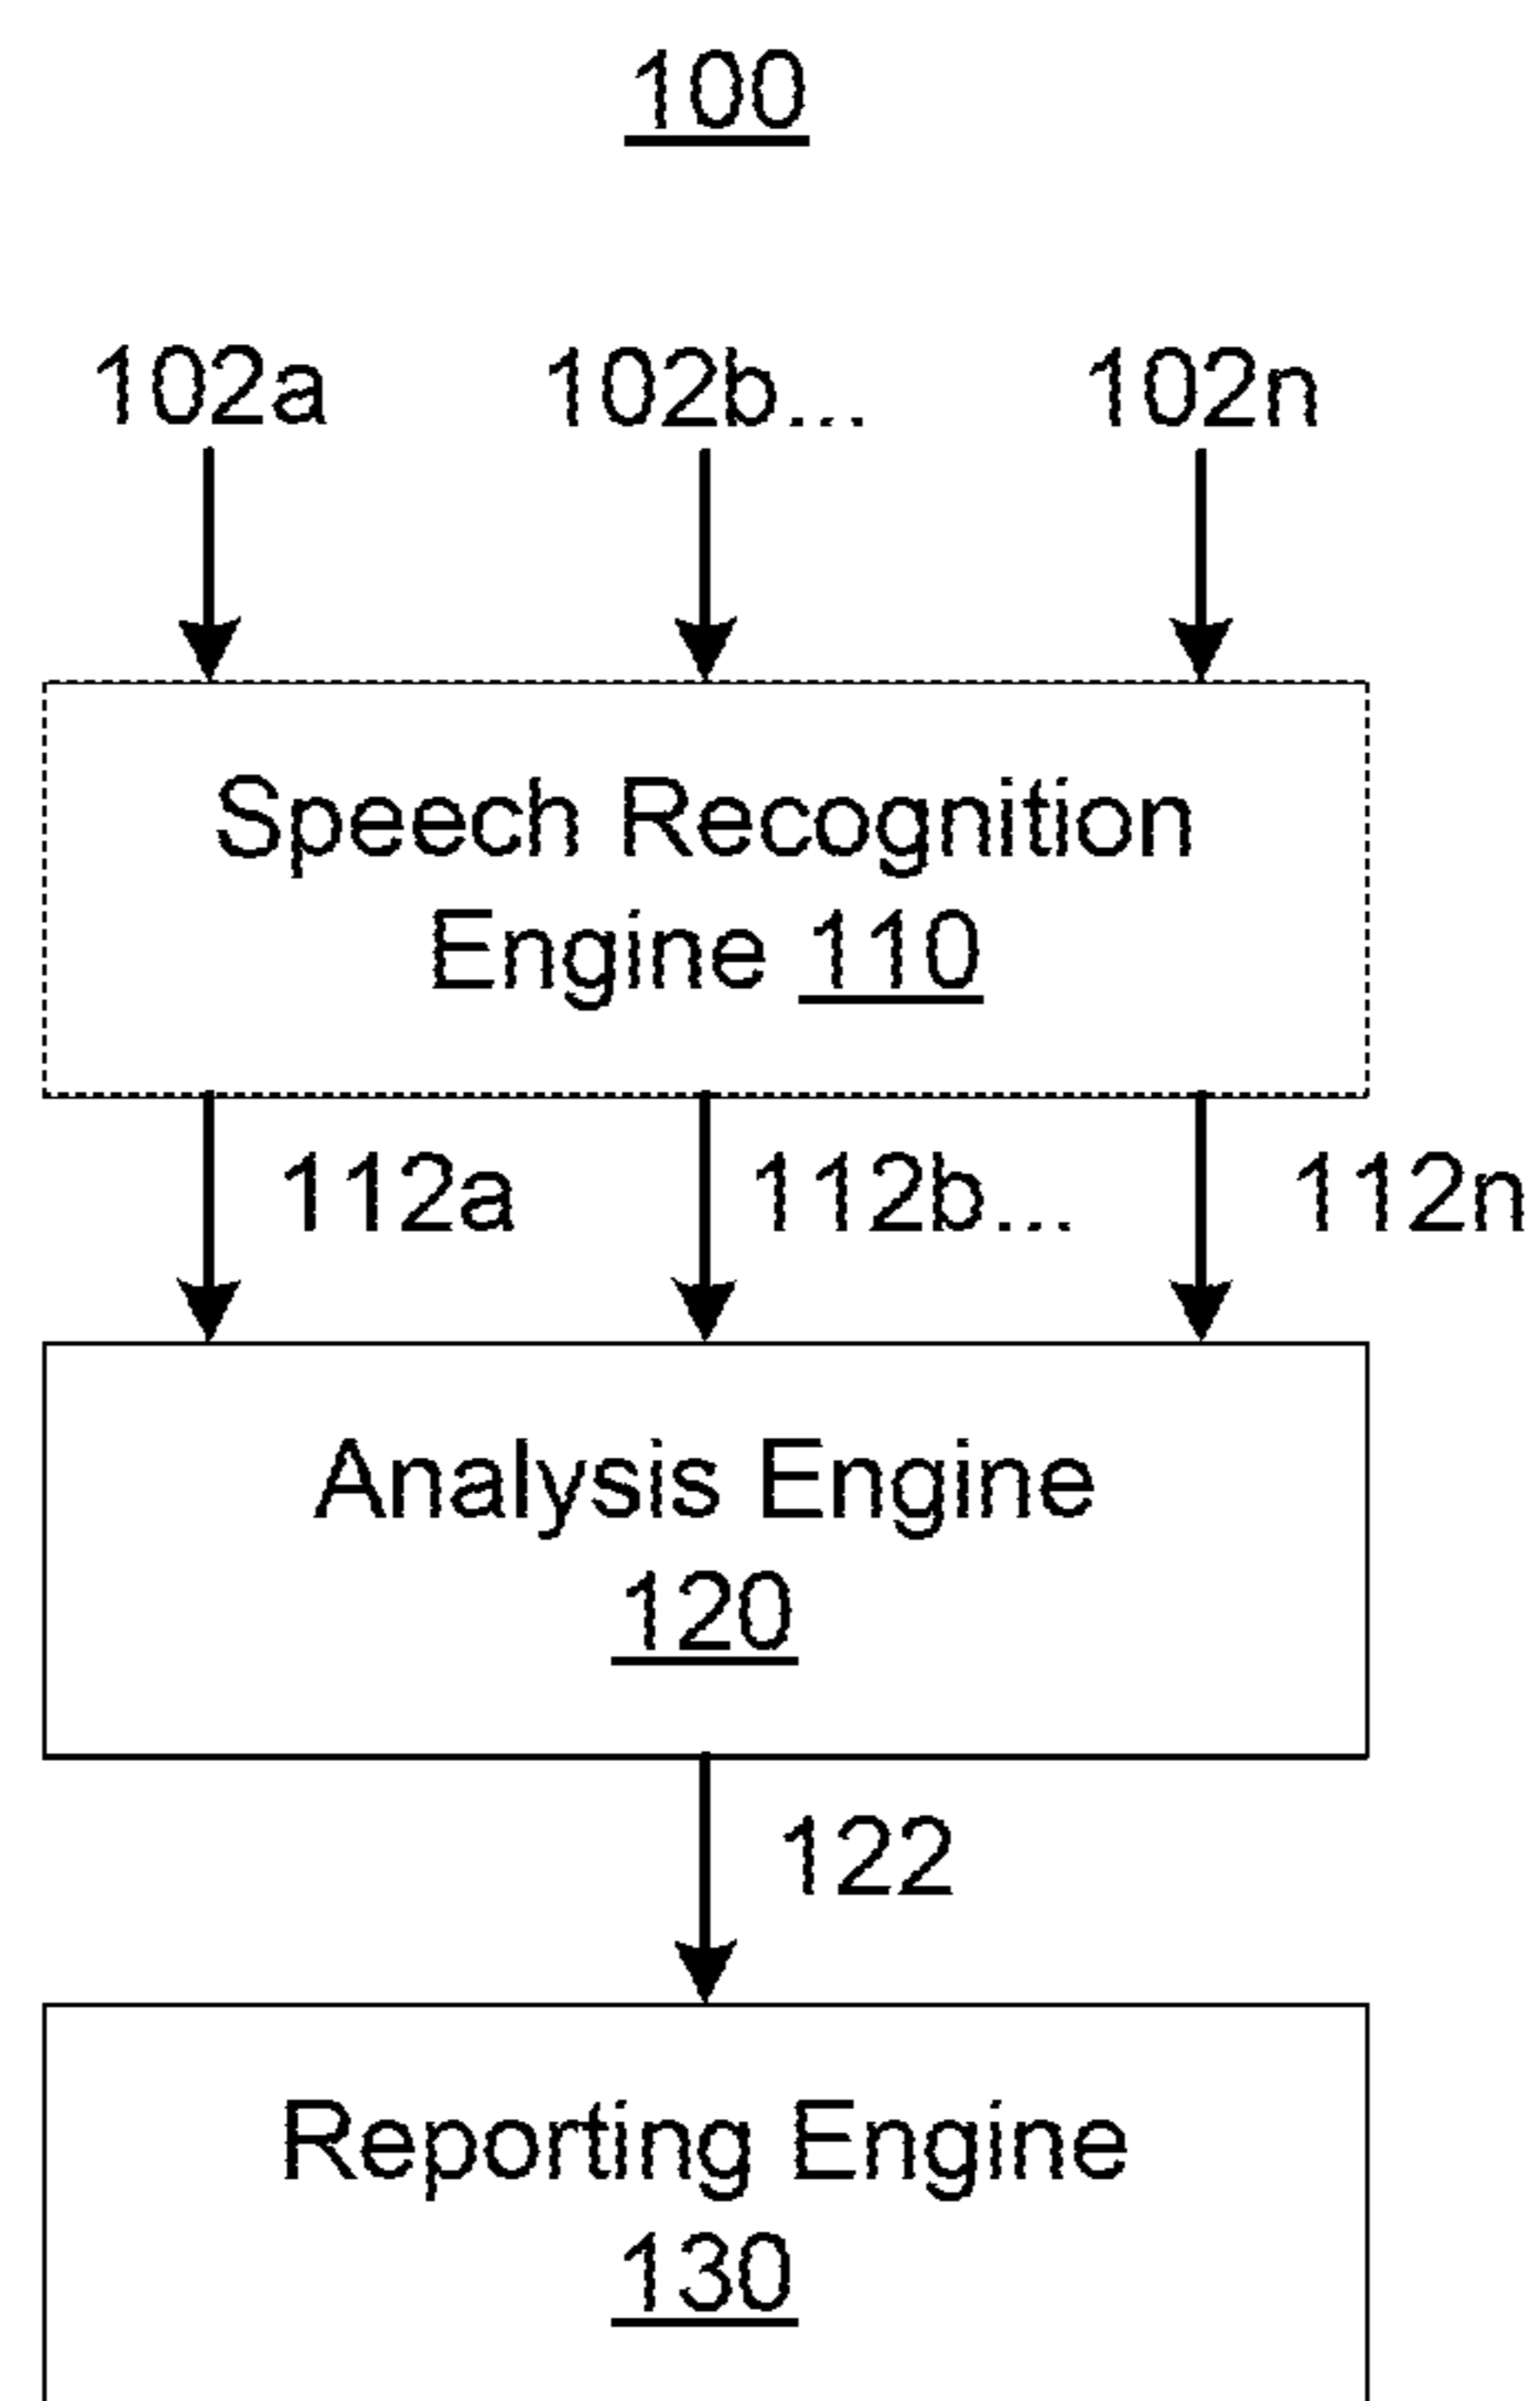 100
102a 102b... 102n
Speech Recognition
Engine 110
112a 112b... 112n
Analysis Engine
120
122
Reporting Engine
130